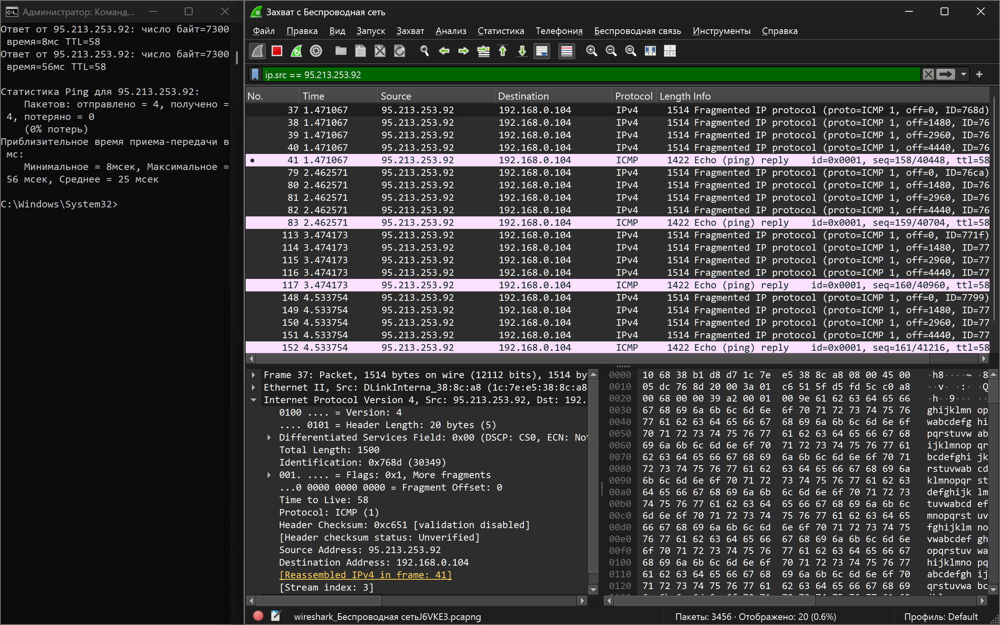 Администратор: Команд...
Ответ от 95.213.253.92: число байт=7300
время=8мс TTL=58
Ответ от 95.213.253.92: число байт=7300
время=56мс TTL=58
Статистика Ping для 95.213.253.92:
Пакетов: отправлено = 4, получено =
4, потеряно = 0
(0% потерь)
Приблизительное время приема-передачи в
мс:
Минимальное = 8мсек, Максимальное =
56 мсек, Среднее = 25 мсек
C:\Windows\System32>
Захват с Беспроводная сеть
Файл Правка Вид Запуск Захват Анализ Статистика Телефония Беспроводная связь Инструменты Справка
ip.src == 95.213.253.92
No. Time Source Destination Protocol Length Info
37 1.471067 95.213.253.92 192.168.0.104 IPv4 1514 Fragmented IP protocol (proto=ICMP 1, off=0, ID=768d)
38 1.471067 95.213.253.92 192.168.0.104 IPv4 1514 Fragmented IP protocol (proto=ICMP 1, off=1480, ID=76
39 1.471067 95.213.253.92 192.168.0.104 IPv4 1514 Fragmented IP protocol (proto=ICMP 1, off=2960, ID=76
40 1.471067 95.213.253.92 192.168.0.104 IPv4 1514 Fragmented IP protocol (proto=ICMP 1, off=4440, ID=76
41 1.471067 95.213.253.92 192.168.0.104 ICMP 1422 Echo (ping) reply id=0x0001, seq=158/40448, ttl=58
79 2.462571 95.213.253.92 192.168.0.104 IPv4 1514 Fragmented IP protocol (proto=ICMP 1, off=0, ID=76ca)
80 2.462571 95.213.253.92 192.168.0.104 IPv4 1514 Fragmented IP protocol (proto=ICMP 1, off=1480, ID=76
81 2.462571 95.213.253.92 192.168.0.104 IPv4 1514 Fragmented IP protocol (proto=ICMP 1, off=2960, ID=76
82 2.462571 95.213.253.92 192.168.0.104 IPv4 1514 Fragmented IP protocol (proto=ICMP 1, off=4440, ID=76
83 2.462571 95.213.253.92 192.168.0.104 ICMP 1422 Echo (ping) reply id=0x0001, seq=159/40704, ttl=58
113 3.474173 95.213.253.92 192.168.0.104 IPv4 1514 Fragmented IP protocol (proto=ICMP 1, off=0, ID=771f)
114 3.474173 95.213.253.92 192.168.0.104 IPv4 1514 Fragmented IP protocol (proto=ICMP 1, off=1480, ID=77
115 3.474173 95.213.253.92 192.168.0.104 IPv4 1514 Fragmented IP protocol (proto=ICMP 1, off=2960, ID=77
116 3.474173 95.213.253.92 192.168.0.104 IPv4 1514 Fragmented IP protocol (proto=ICMP 1, off=4440, ID=77
117 3.474173 95.213.253.92 192.168.0.104 ICMP 1422 Echo (ping) reply id=0x0001, seq=160/40960, ttl=58
148 4.533754 95.213.253.92 192.168.0.104 IPv4 1514 Fragmented IP protocol (proto=ICMP 1, off=0, ID=7799)
149 4.533754 95.213.253.92 192.168.0.104 IPv4 1514 Fragmented IP protocol (proto=ICMP 1, off=1480, ID=77
150 4.533754 95.213.253.92 192.168.0.104 IPv4 1514 Fragmented IP protocol (proto=ICMP 1, off=2960, ID=77
151 4.533754 95.213.253.92 192.168.0.104 IPv4 1514 Fragmented IP protocol (proto=ICMP 1, off=4440, ID=77
152 4.533754 95.213.253.92 192.168.0.104 ICMP 1422 Echo (ping) reply id=0x0001, seq=161/41216, ttl=58
Frame 37: Packet, 1514 bytes on wire (12112 bits), 1514 by
Ethernet II, Src: DLinkInterna_38:8c:a8 (1c:7e:e5:38:8c:a8
Internet Protocol Version 4, Src: 95.213.253.92, Dst: 192.
0100 .... = Version: 4
.... 0101 = Header Length: 20 bytes (5)
Differentiated Services Field: 0x00 (DSCP: CS0, ECN: Not
Total Length: 1500
Identification: 0x768d (30349)
001. .... = Flags: 0x1, More fragments
...0 0000 0000 0000 = Fragment Offset: 0
Time to Live: 58
Protocol: ICMP (1)
Header Checksum: 0xc651 [validation disabled]
[Header checksum status: Unverified]
Source Address: 95.213.253.92
Destination Address: 192.168.0.104
[Reassembled IPv4 in frame: 41]
[Stream index: 3]
0000 10 68 38 b1 d8 d7 1c 7e e5 38 8c a8 08 00 45 00 ·h8····~ ·8
0010 05 dc 76 8d 20 00 3a 01 c6 51 5f d5 fd 5c c0 a8 ··v· ·:· ·Q
0020 00 68 00 00 39 a2 00 01 00 9e 61 62 63 64 65 66 ·h··9··· ··
0030 67 68 69 6a 6b 6c 6d 6e 6f 70 71 72 73 74 75 76 ghijklmn op
0040 77 61 62 63 64 65 66 67 68 69 6a 6b 6c 6d 6e 6f wabcdefg hi
0050 70 71 72 73 74 75 76 77 61 62 63 64 65 66 67 68 pqrstuvw ab
0060 69 6a 6b 6c 6d 6e 6f 70 71 72 73 74 75 76 77 61 ijklmnop qr
0070 62 63 64 65 66 67 68 69 6a 6b 6c 6d 6e 6f 70 71 bcdefghi jk
0080 72 73 74 75 76 77 61 62 63 64 65 66 67 68 69 6a rstuvwab cd
0090 6b 6c 6d 6e 6f 70 71 72 73 74 75 76 77 61 62 63 klmnopqr st
00a0 64 65 66 67 68 69 6a 6b 6c 6d 6e 6f 70 71 72 73 defghijk lm
00b0 74 75 76 77 61 62 63 64 65 66 67 68 69 6a 6b 6c tuvwabcd ef
00c0 6d 6e 6f 70 71 72 73 74 75 76 77 61 62 63 64 65 mnopqrst uv
00d0 66 67 68 69 6a 6b 6c 6d 6e 6f 70 71 72 73 74 75 fghijklm no
00e0 76 77 61 62 63 64 65 66 67 68 69 6a 6b 6c 6d 6e vwabcdef gh
00f0 6f 70 71 72 73 74 75 76 77 61 62 63 64 65 66 67 opqrstuv wa
0100 68 69 6a 6b 6c 6d 6e 6f 70 71 72 73 74 75 76 77 hijklmno pq
0110 61 62 63 64 65 66 67 68 69 6a 6b 6c 6d 6e 6f 70 abcdefgh ij
0120 71 72 73 74 75 76 77 61 62 63 64 65 66 67 68 69 qrstuvwa bc
wireshark_Беспроводная сетьJ6VKE3.pcapng
Пакеты: 3456 · Отображено: 20 (0.6%)
Профиль: Default